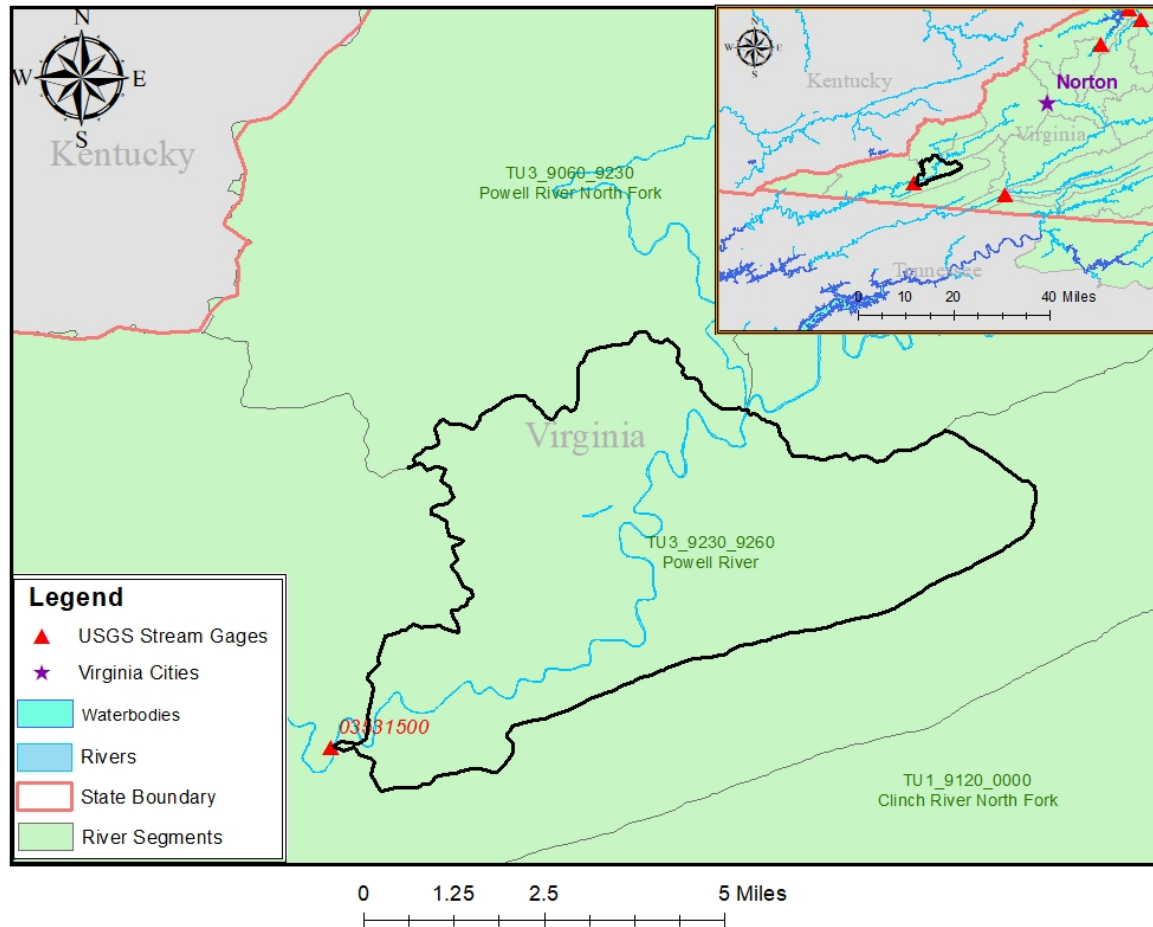 N
W
E
S
Kentucky
TU3_9060_9230
Powell River North Fork
Virginia
TU3_9230_9260
Powell River
03531500
TU1_9120_0000
Clinch River North Fork
N
W
E
S
Kentucky
Norton
Virginia
Tennessee
0 10 20 40 Miles
Legend
USGS Stream Gages
Virginia Cities
Waterbodies
Rivers
State Boundary
River Segments
0 1.25 2.5 5 Miles